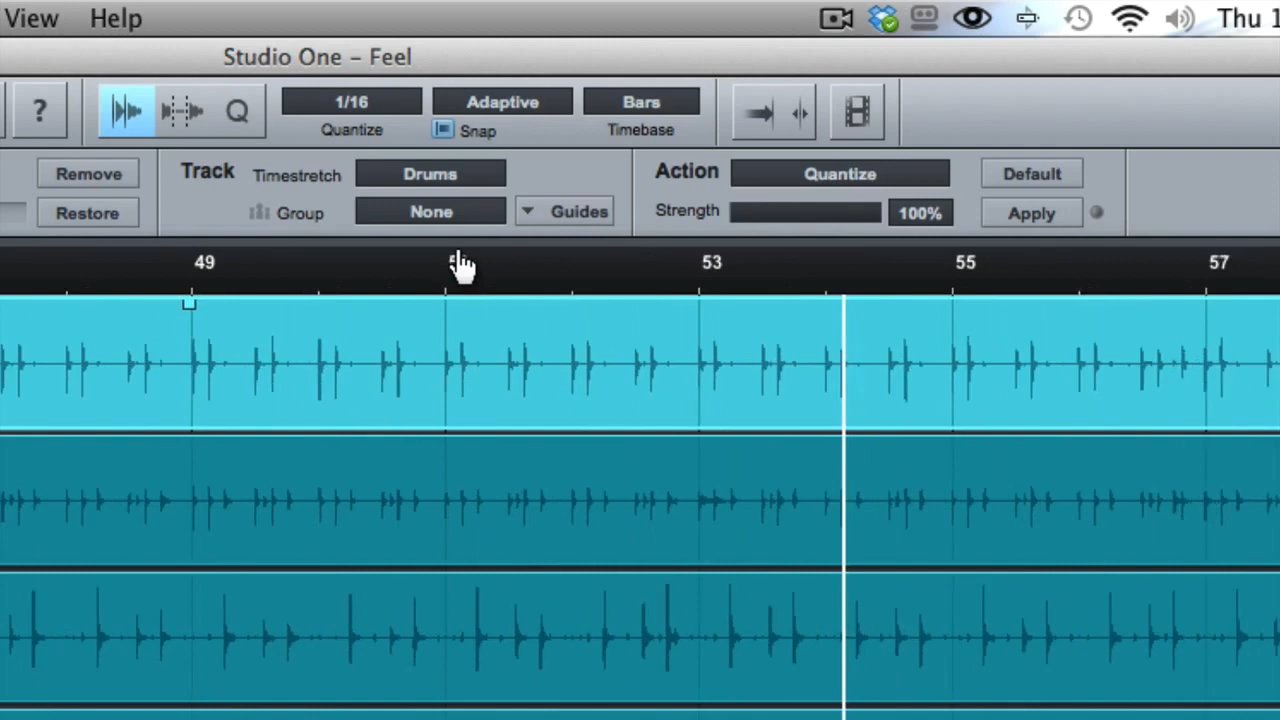 View Help Thu 1
Studio One – Feel
? Q 1/16 Adaptive Bars
Quantize Snap Timebase
Remove Track Timestretch Drums Action Quantize Default
Restore Group None Guides Strength 100% Apply
49 53 55 57